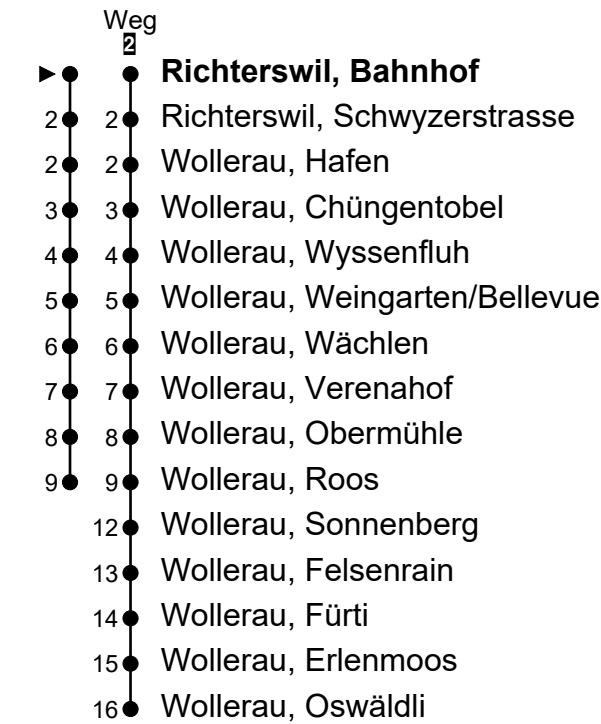 Weg
2
Richterswil, Bahnhof
2 2 Richterswil, Schwyzerstrasse
2 2 Wollerau, Hafen
3 3 Wollerau, Chüngentobel
4 4 Wollerau, Wyssenfluh
5 5 Wollerau, Weingarten/Bellevue
6 6 Wollerau, Wächlen
7 7 Wollerau, Verenahof
8 8 Wollerau, Obermühle
9 9 Wollerau, Roos
12 Wollerau, Sonnenberg
13 Wollerau, Felsenrain
14 Wollerau, Fürti
15 Wollerau, Erlenmoos
16 Wollerau, Oswäldli